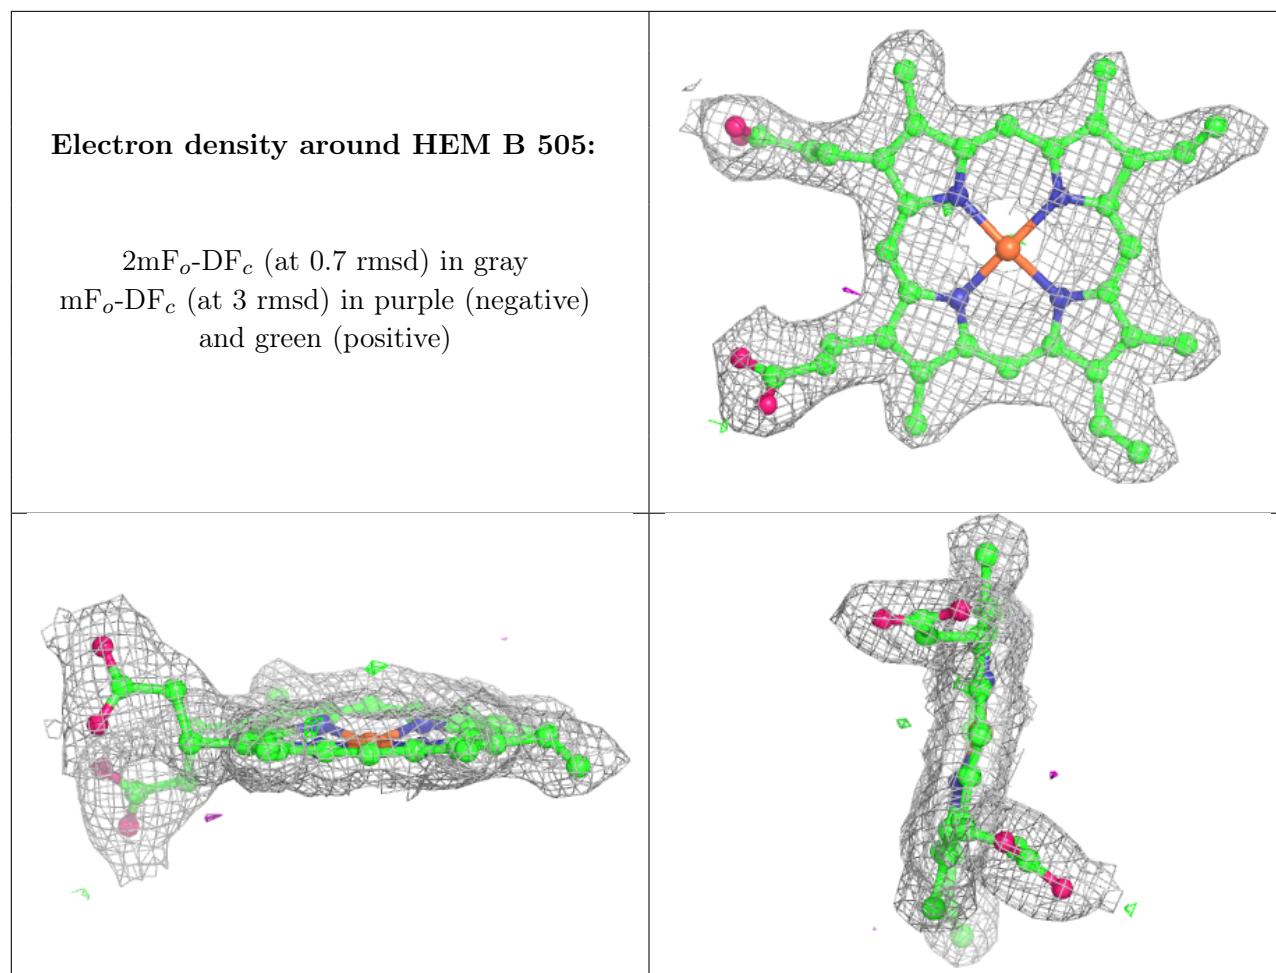 Electron density around HEM B 505:
2mFo-DFc (at 0.7 rmsd) in gray
mFo-DFc (at 3 rmsd) in purple (negative)
and green (positive)